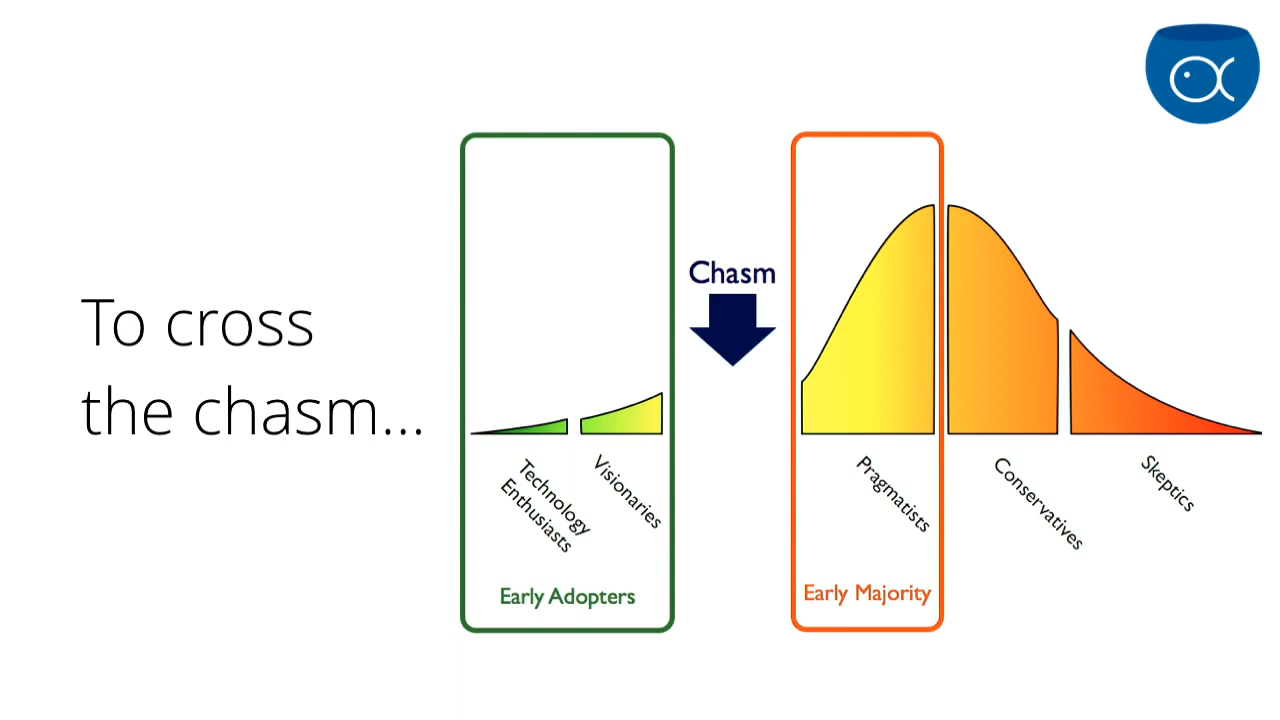 To cross
the chasm...
Chasm
Technology
Enthusiasts
Visionaries
Early Adopters
Pragmatists
Early Majority
Conservatives
Skeptics